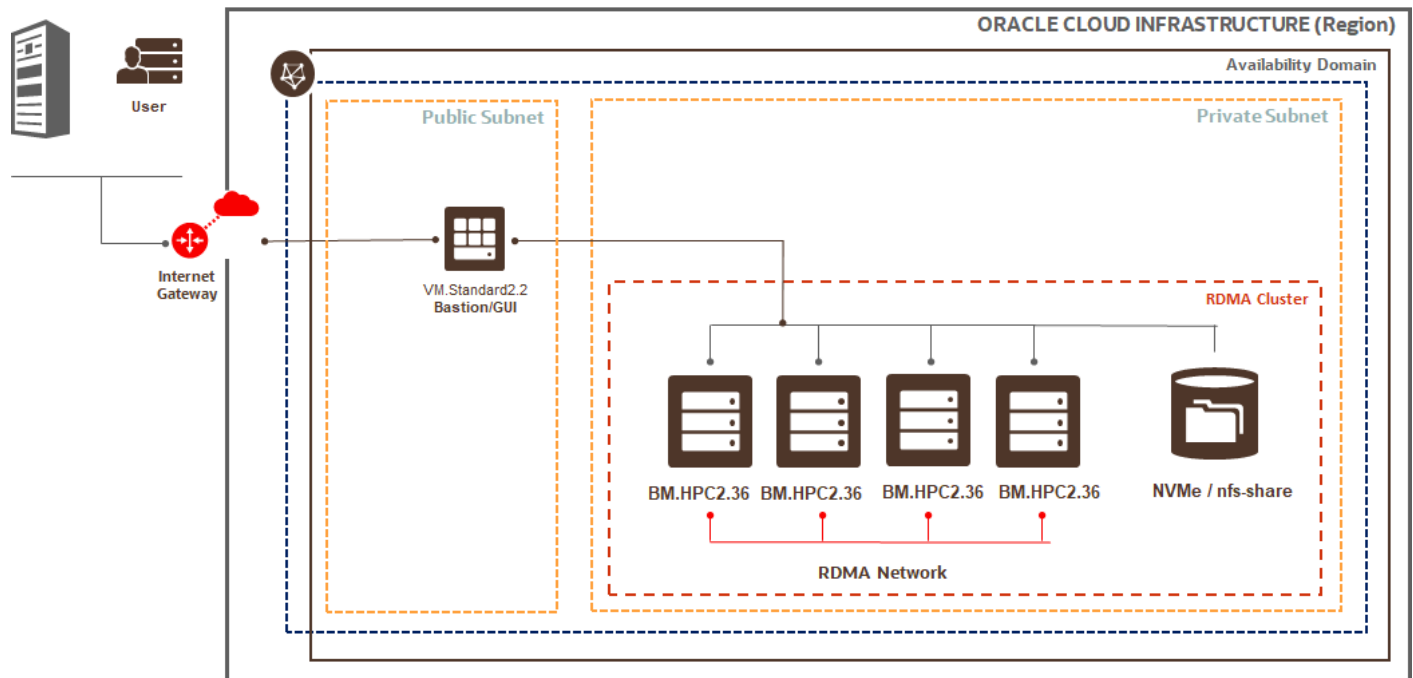 ORACLE CLOUD INFRASTRUCTURE (Region)
Availability Domain
User
Public Subnet
Private Subnet
Internet
Gateway
VM.Standard2.2
Bastion/GUI
RDMA Cluster
BM.HPC2.36
BM.HPC2.36
BM.HPC2.36
BM.HPC2.36
NVMe / nfs-share
RDMA Network